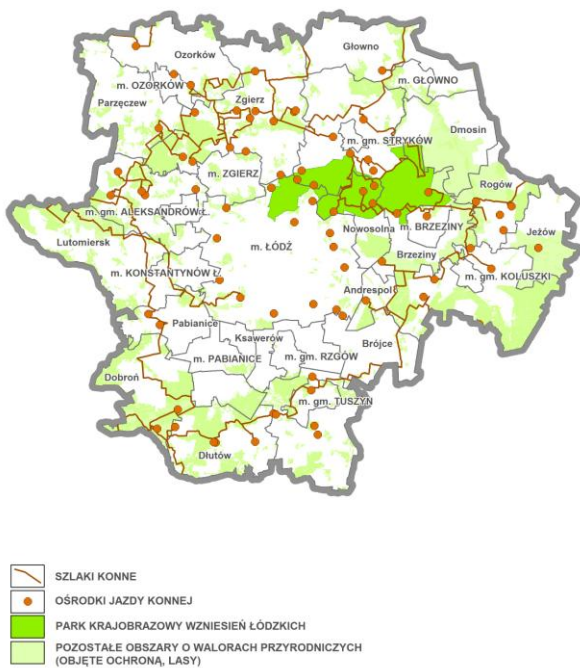 Ozorków
Głowno
m. OZORKÓW
m. GŁOWNO
Parzęczew
Zgierz
Dmosin
m. gm. STRYKÓW
m. ZGIERZ
Rogów
m. gm. ALEKSANDRÓW Ł.
m. BRZEZINY
Jeżów
Lutomiersk
Nowosolna
m. ŁÓDŹ
Brzeziny
m. KONSTANTYNÓW Ł.
m. gm. KOLUSZKI
Andrespol
Pabianice
Ksawerów
Brójce
m. PABIANICE
m. gm. RZGÓW
Dobroń
m. gm. TUSZYN
Dłutów
SZLAKI KONNE
OŚRODKI JAZDY KONNEJ
PARK KRAJOBRAZOWY WZNIESIEŃ ŁÓDZKICH
POZOSTAŁE OBSZARY O WALORACH PRZYRODNICZYCH
(OBJĘTE OCHRONĄ, LASY)